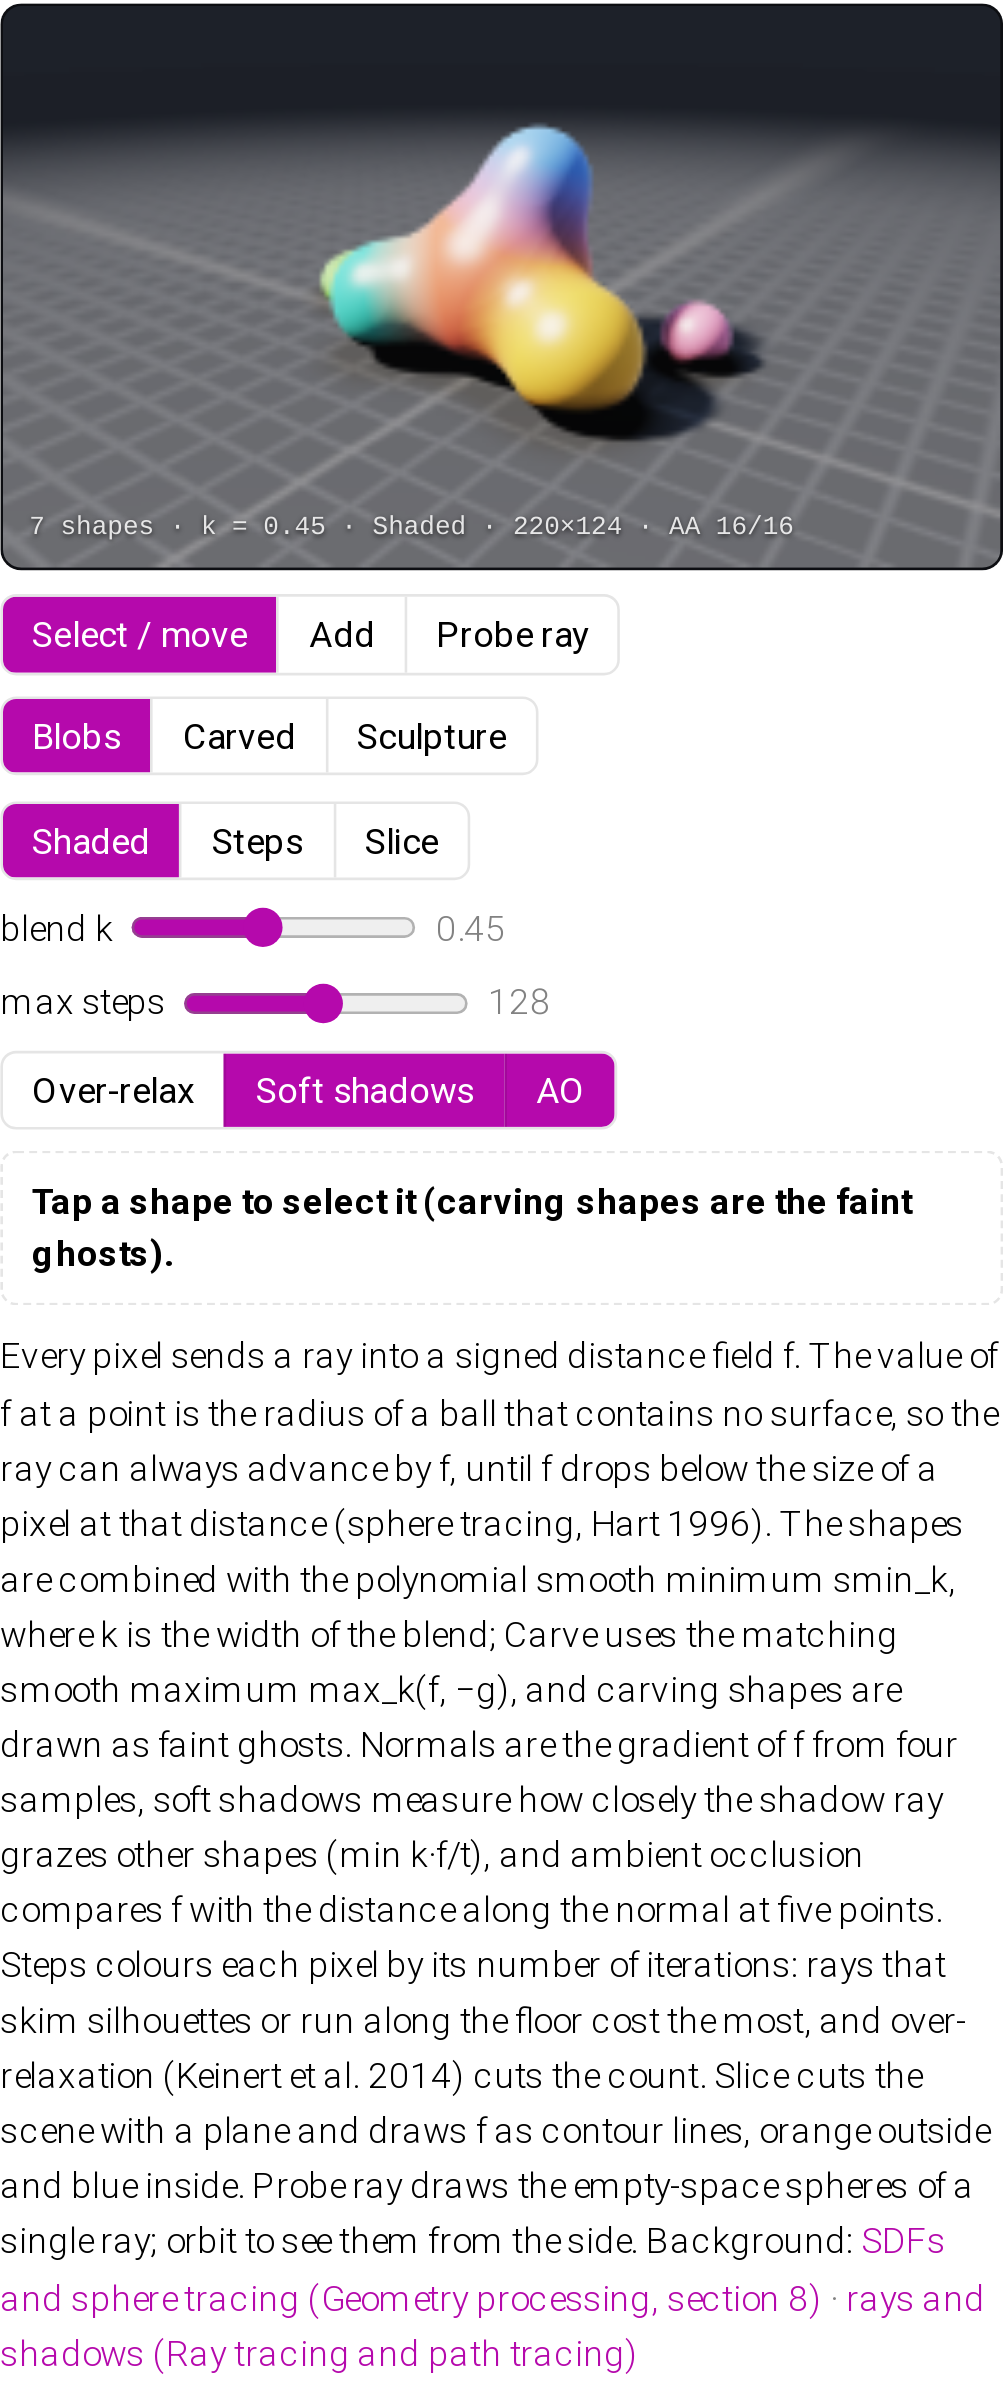 7 shapes · k = 0.45 · Shaded · 220×124 · AA 16/16
Select / move Add Probe ray
Blobs Carved Sculpture
Shaded Steps Slice
blend k 0.45
max steps 128
Over-relax Soft shadows AO
Tap a shape to select it (carving shapes are the faint
ghosts).
Every pixel sends a ray into a signed distance field f. The value of
f at a point is the radius of a ball that contains no surface, so the
ray can always advance by f, until f drops below the size of a
pixel at that distance (sphere tracing, Hart 1996). The shapes
are combined with the polynomial smooth minimum smin_k,
where k is the width of the blend; Carve uses the matching
smooth maximum max_k(f, −g), and carving shapes are
drawn as faint ghosts. Normals are the gradient of f from four
samples, soft shadows measure how closely the shadow ray
grazes other shapes (min k·f/t), and ambient occlusion
compares f with the distance along the normal at five points.
Steps colours each pixel by its number of iterations: rays that
skim silhouettes or run along the floor cost the most, and over-
relaxation (Keinert et al. 2014) cuts the count. Slice cuts the
scene with a plane and draws f as contour lines, orange outside
and blue inside. Probe ray draws the empty-space spheres of a
single ray; orbit to see them from the side. Background: SDFs
and sphere tracing (Geometry processing, section 8) · rays and
shadows (Ray tracing and path tracing)